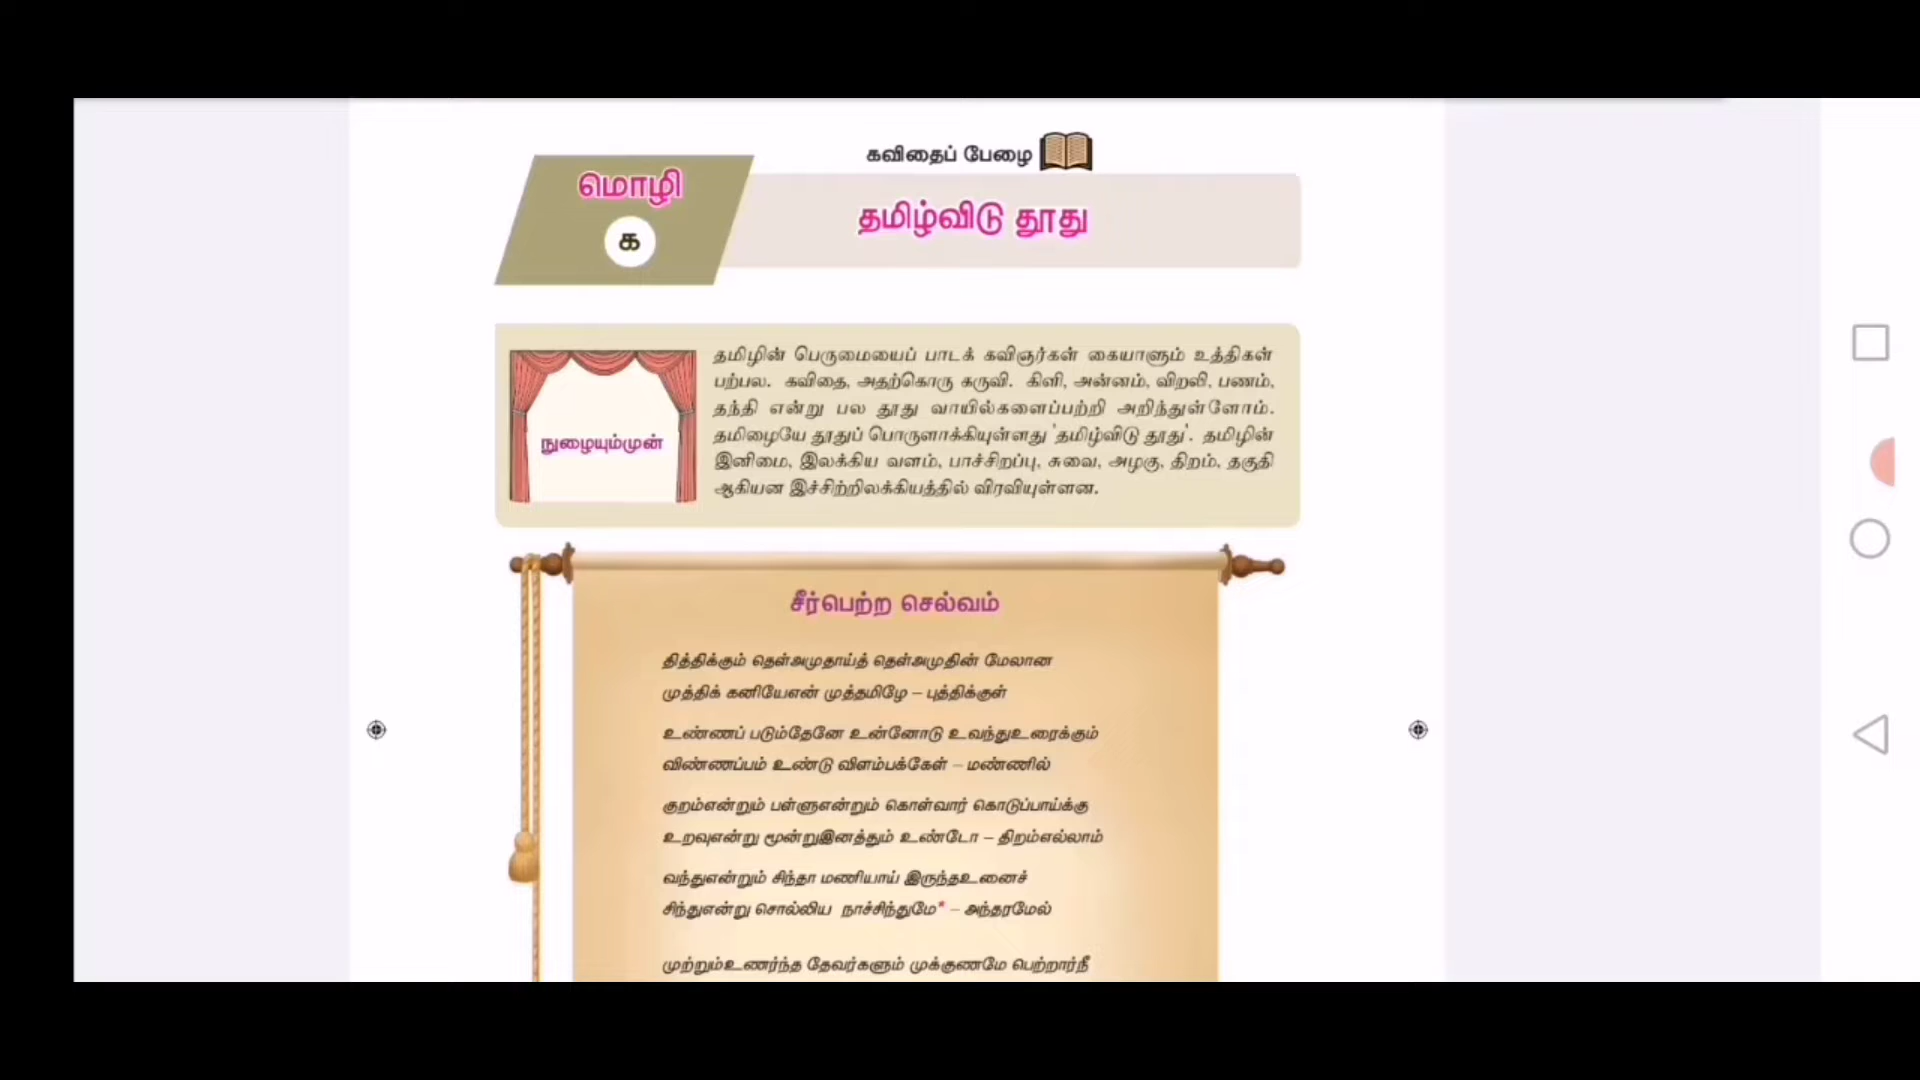 கவிதைப் பேழை
மொழி
க
தமிழ்விடு தூது
நுழையும்முன்
தமிழின் பெருமையைப் பாடக் கவிஞர்கள் கையாளும் உத்திகள்
பற்பல. கவிதை, அதற்கொரு கருவி. கிளி, அன்னம், விறலி, பணம்,
தந்தி என்று பல தூது வாயில்களைப்பற்றி அறிந்துள்ளோம்.
தமிழையே தூதுப் பொருளாக்கியுள்ளது 'தமிழ்விடு தூது'. தமிழின்
இனிமை, இலக்கிய வளம், பாச்சிறப்பு, சுவை, அழகு, திறம், தகுதி
ஆகியன இச்சிற்றிலக்கியத்தில் விரவியுள்ளன.
சீர்பெற்ற செல்வம்
தித்திக்கும் தெள்அமுதாய்த் தெள்அமுதின் மேலான
முத்திக் கனியேஎன் முத்தமிழே – புத்திக்குள்
உண்ணப் படும்தேனே உன்னோடு உவந்துஉரைக்கும்
விண்ணப்பம் உண்டு விளம்பக்கேள் – மண்ணில்
குறம்என்றும் பள்ளுஎன்றும் கொள்வார் கொடுப்பாய்க்கு
உறவுஎன்று மூன்றுஇனத்தும் உண்டோ – திறம்எல்லாம்
வந்துஎன்றும் சிந்தா மணியாய் இருந்தஉனைச்
சிந்துஎன்று சொல்லிய நாச்சிந்துமே* – அந்தரமேல்
முற்றும்உணர்ந்த தேவர்களும் முக்குணமே பெற்றார்நீ